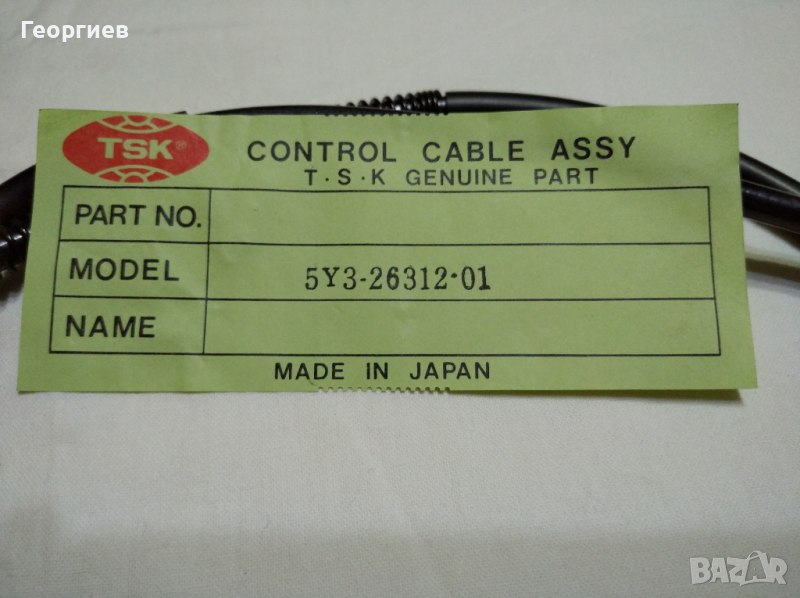 Георгиев
TSK®
CONTROL CABLE ASSY
T·S·K GENUINE PART
PART NO.
MODEL 5Y3-26312·01
NAME
MADE IN JAPAN
BAZAR